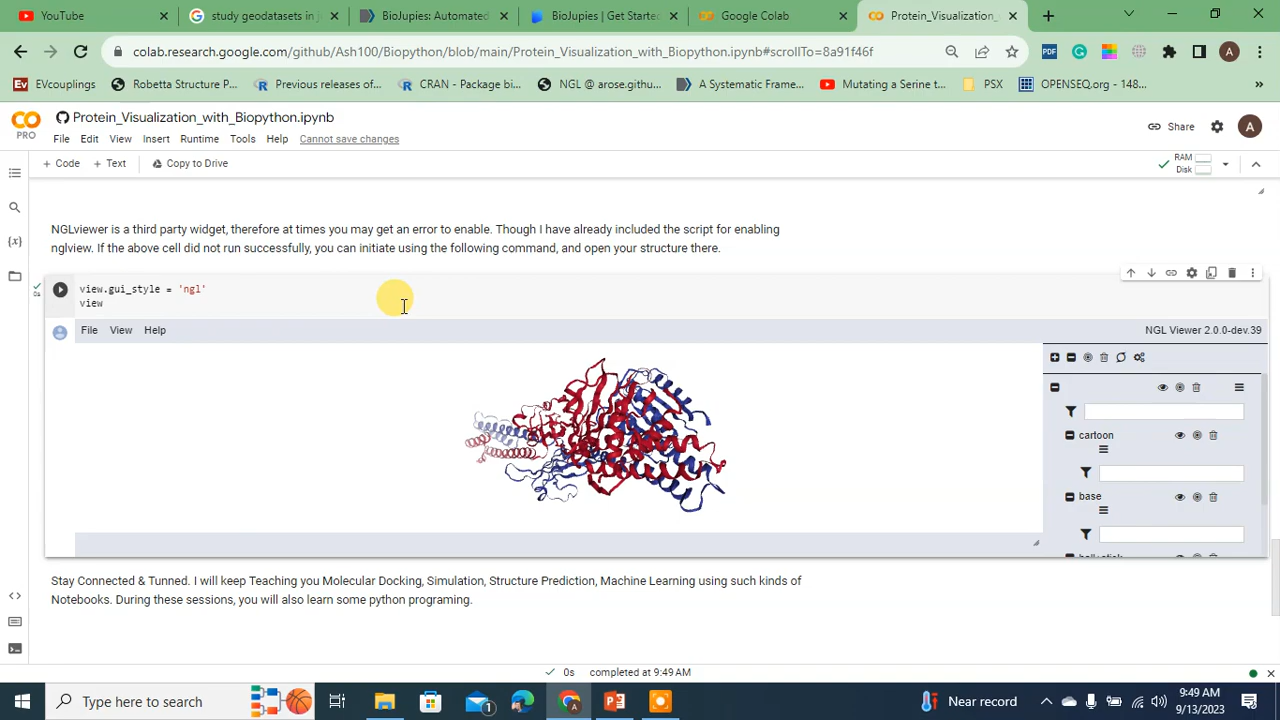 YouTube
study geodatasets in j
BioJupies: Automated
BioJupies | Get Starte
Google Colab
Protein_Visualization_
colab.research.google.com/github/Ash100/Biopython/blob/main/Protein_Visualization_with_Biopython.ipynb#scrollTo=8a91f46f
PDF
A
EVcouplings
Robetta Structure P...
Previous releases of...
CRAN - Package bi...
NGL @ arose.githu...
A Systematic Frame...
Mutating a Serine t...
PSX
OPENSEQ.org - 148...
»
Protein_Visualization_with_Biopython.ipynb
PRO
File Edit View Insert Runtime Tools Help Cannot save changes
Share
A
+ Code + Text Copy to Drive
RAM
Disk
NGLviewer is a third party widget, therefore at times you may get an error to enable. Though I have already included the script for enabling
nglview. If the above cell did not run successfully, you can initiate using the following command, and open your structure there.
view.gui_style = 'ngl'
view
0s
File View Help
NGL Viewer 2.0.0-dev.39
cartoon
base
Stay Connected & Tunned. I will keep Teaching you Molecular Docking, Simulation, Structure Prediction, Machine Learning using such kinds of
Notebooks. During these sessions, you will also learn some python programing.
0s completed at 9:49 AM
Type here to search
1
Near record
9:49 AM
9/13/2023